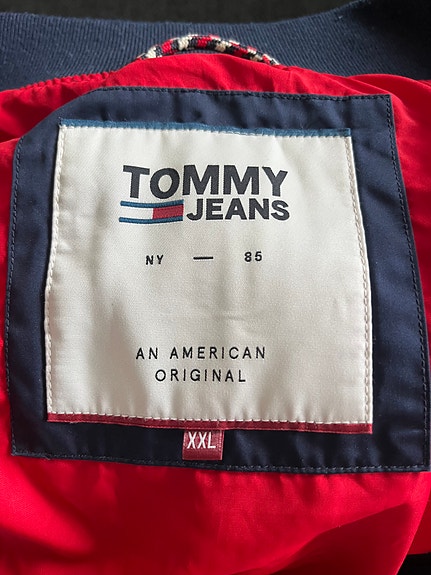 TOMMY
JEANS
NY — 85
AN AMERICAN
ORIGINAL
XXL